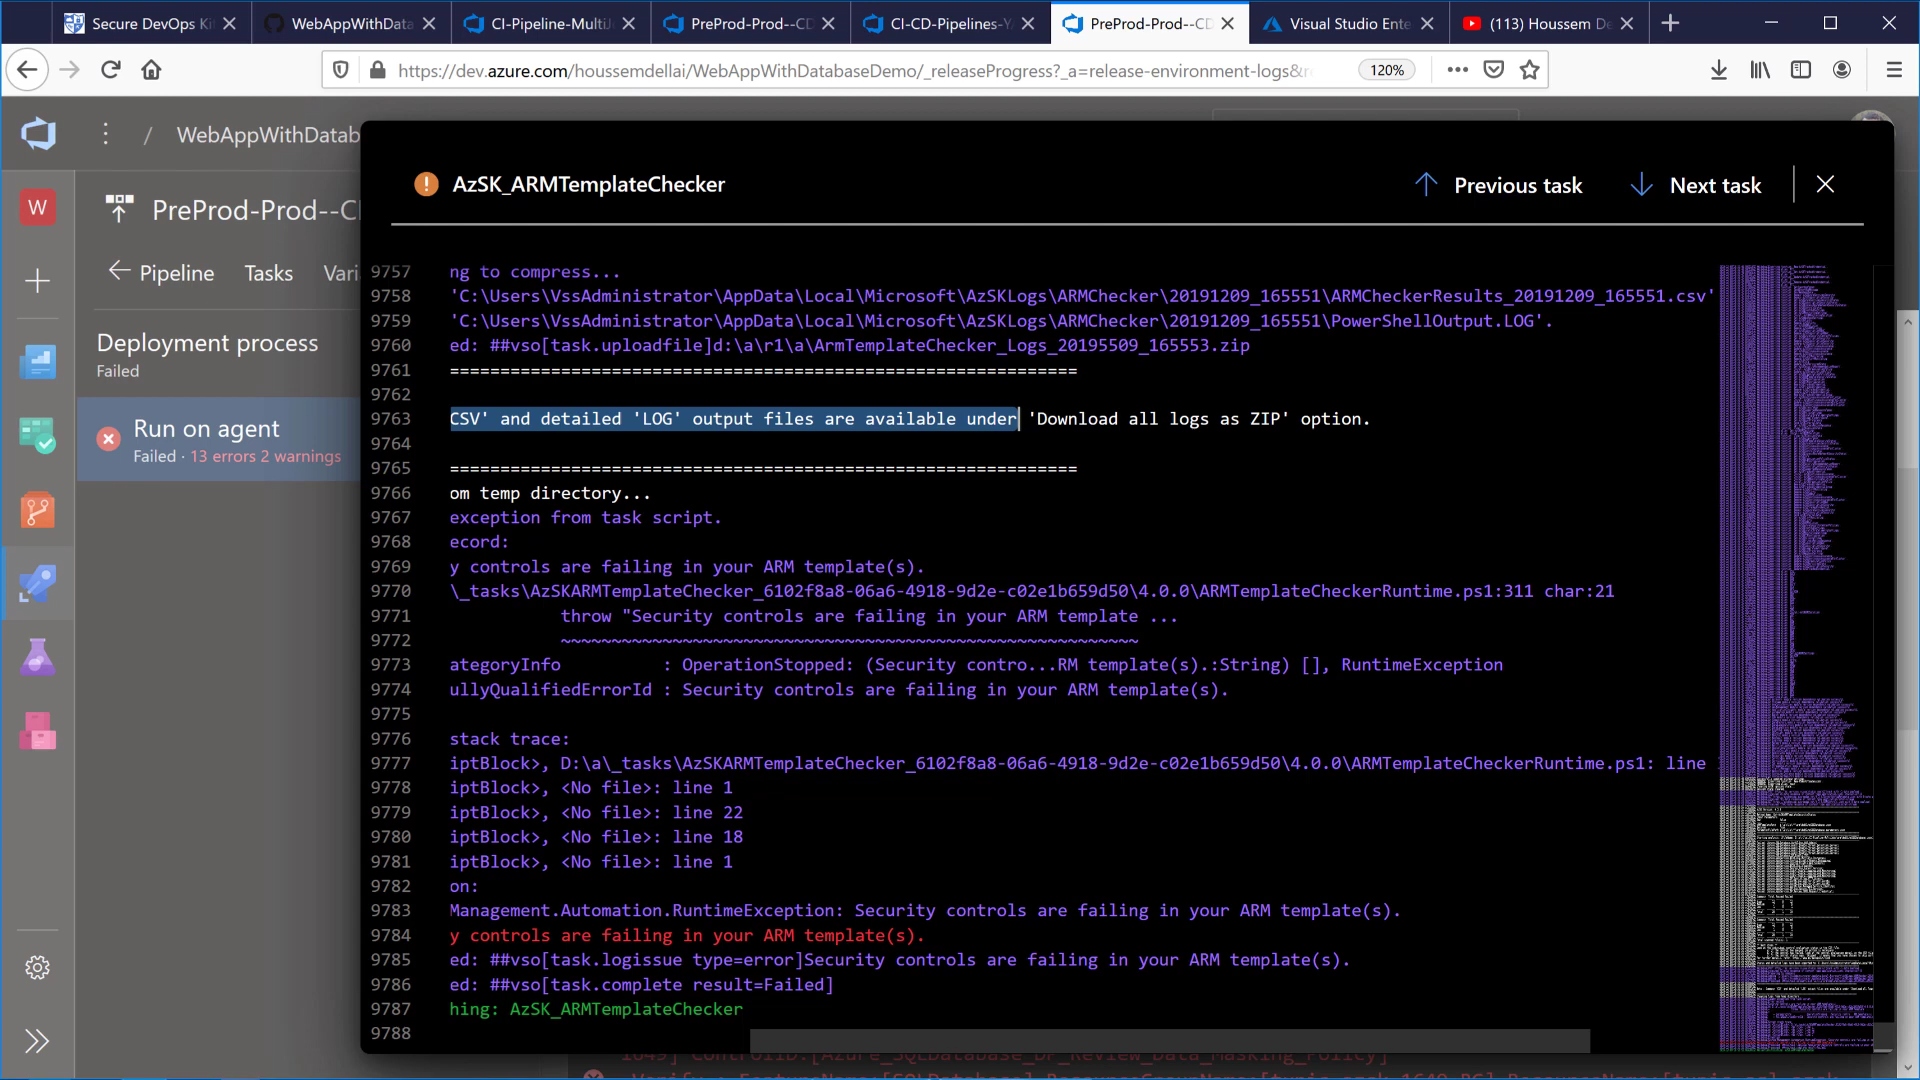 Secure DevOps Ki
WebAppWithData
CI-Pipeline-MultiJ
PreProd-Prod--CD
CI-CD-Pipelines-Y
PreProd-Prod--CD
Visual Studio Ente
(113) Houssem De
https://dev.azure.com/houssemdellai/WebAppWithDatabaseDemo/_releaseProgress?_a=release-environment-logs&r
120%
/ WebAppWithDatab
W
PreProd-Prod--CI
Pipeline
Tasks
Vari
Deployment process
Failed
Run on agent
Failed · 13 errors 2 warnings
AzSK_ARMTemplateChecker
Previous task
Next task
9757 ng to compress...
9758 'C:\Users\VssAdministrator\AppData\Local\Microsoft\AzSKLogs\ARMChecker\20191209_165551\ARMCheckerResults_20191209_165551.csv'
9759 'C:\Users\VssAdministrator\AppData\Local\Microsoft\AzSKLogs\ARMChecker\20191209_165551\PowerShellOutput.LOG'.
9760 ed: ##vso[task.uploadfile]d:\a\r1\a\ArmTemplateChecker_Logs_20195509_165553.zip
9761 ==============================================================
9762
9763 CSV' and detailed 'LOG' output files are available under 'Download all logs as ZIP' option.
9764
9765 ==============================================================
9766 om temp directory...
9767 exception from task script.
9768 ecord:
9769 y controls are failing in your ARM template(s).
9770 \_tasks\AzSKARMTemplateChecker_6102f8a8-06a6-4918-9d2e-c02e1b659d50\4.0.0\ARMTemplateCheckerRuntime.ps1:311 char:21
9771 throw "Security controls are failing in your ARM template ...
9772 ~~~~~~~~~~~~~~~~~~~~~~~~~~~~~~~~~~~~~~~~~~~~~~~~~~~~~~~~~
9773 ategoryInfo : OperationStopped: (Security contro...RM template(s).:String) [], RuntimeException
9774 ullyQualifiedErrorId : Security controls are failing in your ARM template(s).
9775
9776 stack trace:
9777 iptBlock>, D:\a\_tasks\AzSKARMTemplateChecker_6102f8a8-06a6-4918-9d2e-c02e1b659d50\4.0.0\ARMTemplateCheckerRuntime.ps1: line
9778 iptBlock>, <No file>: line 1
9779 iptBlock>, <No file>: line 22
9780 iptBlock>, <No file>: line 18
9781 iptBlock>, <No file>: line 1
9782 on:
9783 Management.Automation.RuntimeException: Security controls are failing in your ARM template(s).
9784 y controls are failing in your ARM template(s).
9785 ed: ##vso[task.logissue type=error]Security controls are failing in your ARM template(s).
9786 ed: ##vso[task.complete result=Failed]
9787 hing: AzSK_ARMTemplateChecker
9788
1649] ControlID:[Azure_SQLDatabase_DP_Review_Data_Masking_Policy]